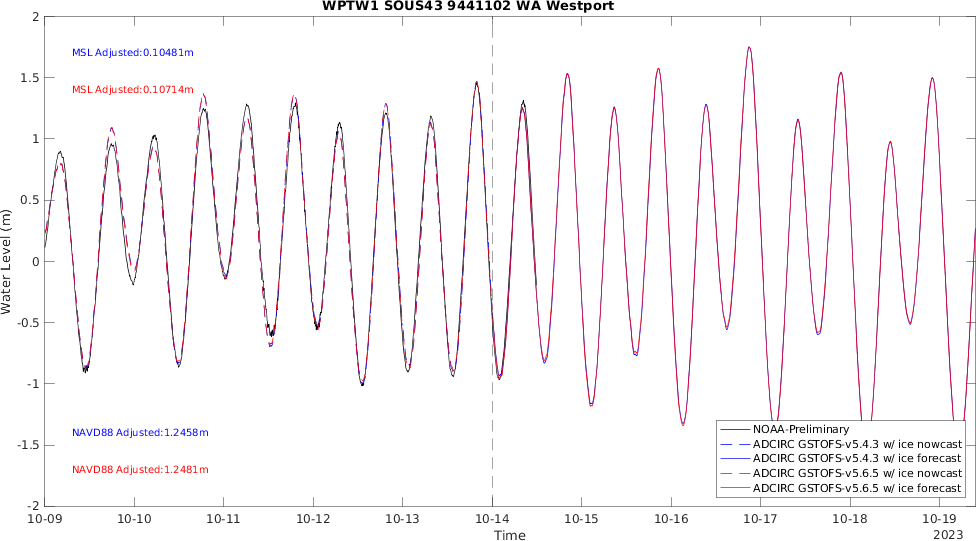 WPTW1 SOUS43 9441102 WA Westport
2
1.5
1
0.5
0
-0.5
-1
-1.5
-2
Water Level (m)
MSL Adjusted:0.10481m
MSL Adjusted:0.10714m
NAVD88 Adjusted:1.2458m
NAVD88 Adjusted:1.2481m
NOAA-Preliminary
ADCIRC GSTOFS-v5.4.3 w/ ice nowcast
ADCIRC GSTOFS-v5.4.3 w/ ice forecast
ADCIRC GSTOFS-v5.6.5 w/ ice nowcast
ADCIRC GSTOFS-v5.6.5 w/ ice forecast
10-09 10-10 10-11 10-12 10-13 10-14 10-15 10-16 10-17 10-18 10-19
Time
2023